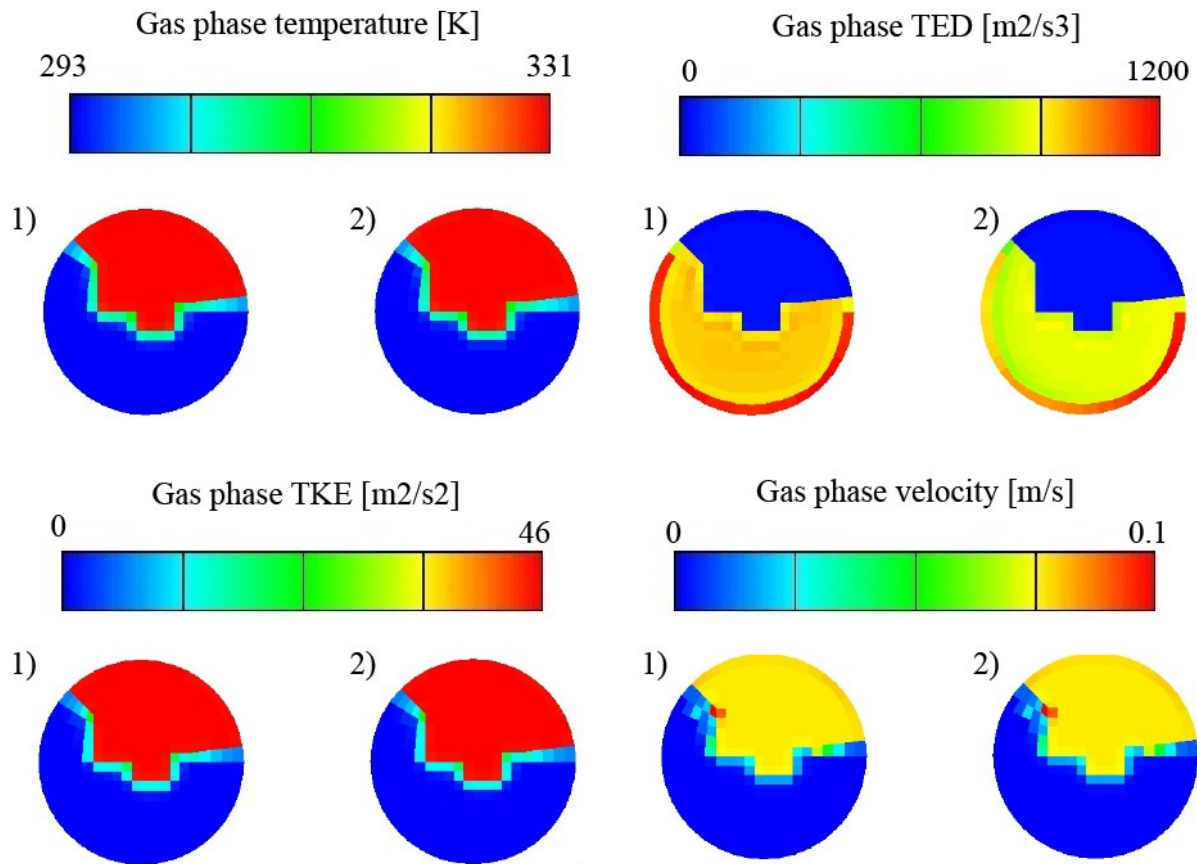 Gas phase temperature [K]
293 331
1) 2)
Gas phase TED [m2/s3]
0 1200
1) 2)
Gas phase TKE [m2/s2]
0 46
1) 2)
Gas phase velocity [m/s]
0 0.1
1) 2)